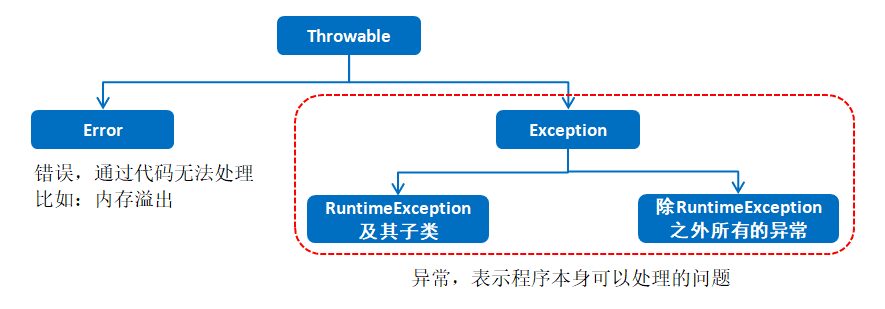 Throwable
Error
Exception
错误，通过代码无法处理
比如：内存溢出
RuntimeException
及其子类
除RuntimeException
之外所有的异常
异常，表示程序本身可以处理的问题